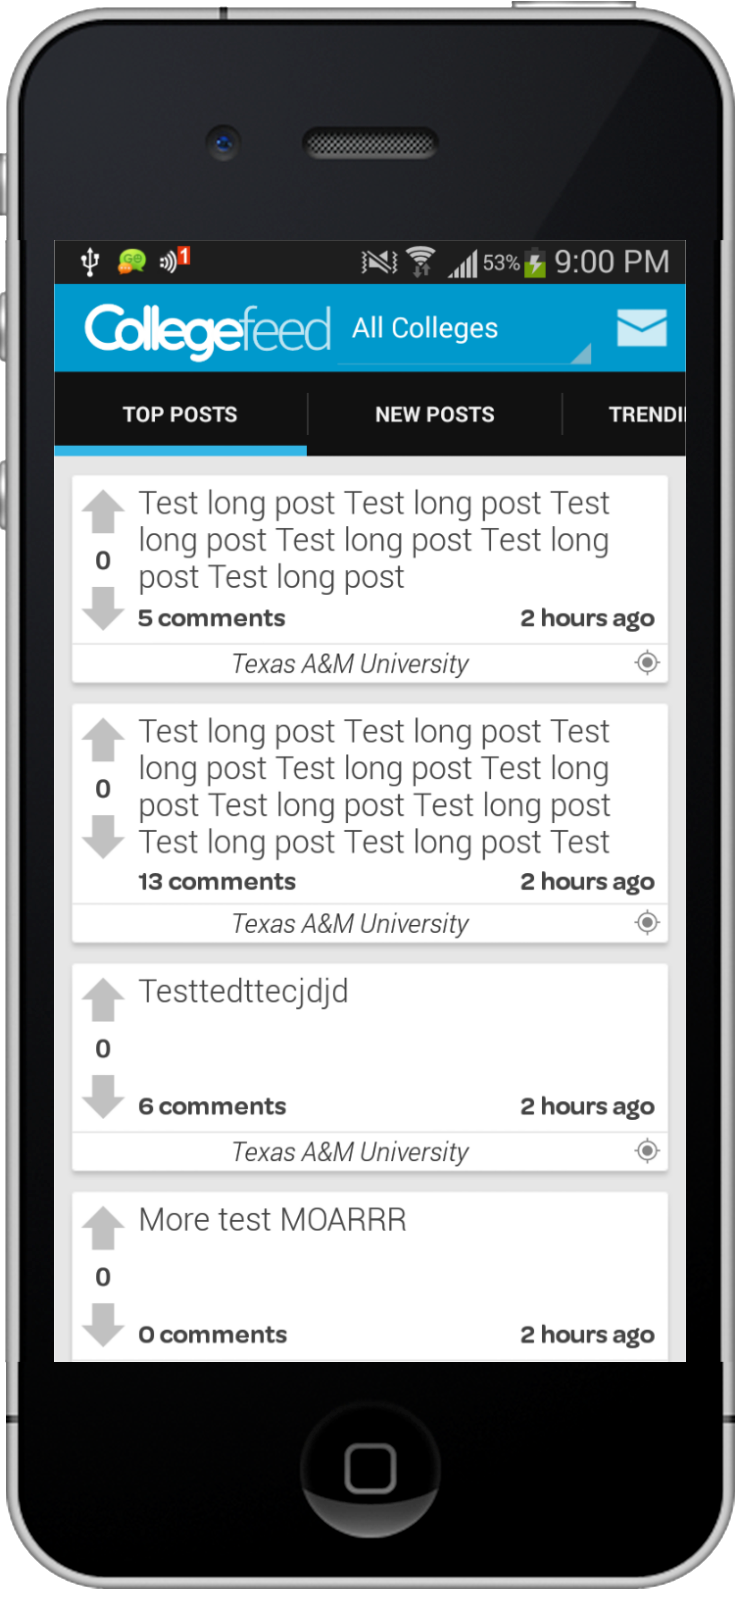 GO
1
53%
9:00 PM
Collegefeed
All Colleges
TOP POSTS
NEW POSTS
TRENDI
Test long post Test long post Test
long post Test long post Test long
post Test long post
0
5 comments
2 hours ago
Texas A&M University
Test long post Test long post Test
long post Test long post Test long
post Test long post Test long post
Test long post Test long post Test
0
13 comments
2 hours ago
Texas A&M University
Testtedttecjdjd
0
6 comments
2 hours ago
Texas A&M University
More test MOARRR
0
0 comments
2 hours ago